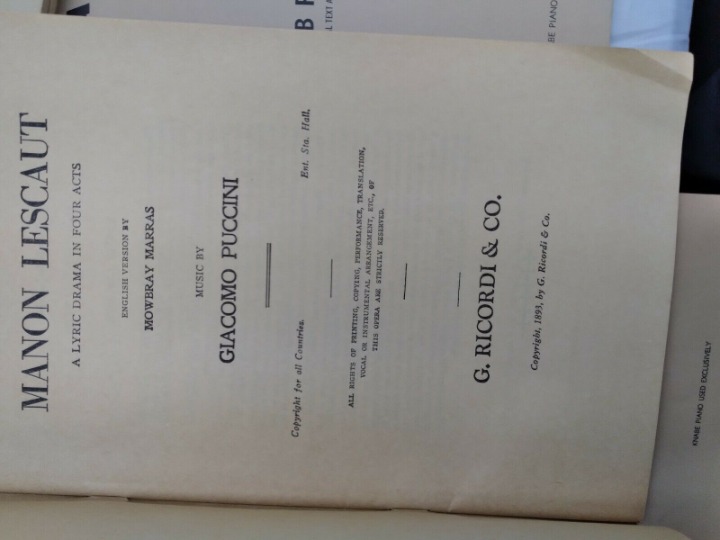 MANON LESCAUT
A LYRIC DRAMA IN FOUR ACTS
ENGLISH VERSION BY
MOWBRAY MARRAS
MUSIC BY
GIACOMO PUCCINI
Copyright for all Countries. Ent. Sta. Hall.
ALL RIGHTS OF PRINTING, COPYING, PERFORMANCE, TRANSLATION,
VOCAL OR INSTRUMENTAL ARRANGEMENT, ETC., OF
THIS OPERA ARE STRICTLY RESERVED.
G. RICORDI & CO.
Copyright, 1893, by G. Ricordi & Co.
KNABE PIANO USED EXCLUSIVELY